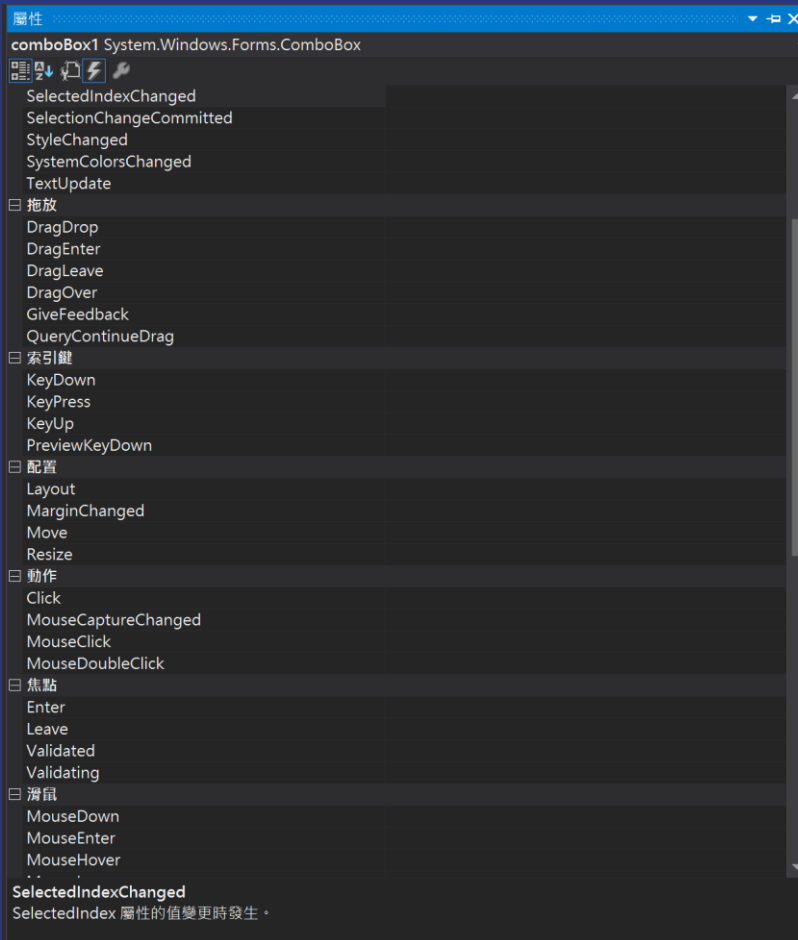 屬性
comboBox1 System.Windows.Forms.ComboBox
SelectedIndexChanged
SelectionChangeCommitted
StyleChanged
SystemColorsChanged
TextUpdate
拖放
DragDrop
DragEnter
DragLeave
DragOver
GiveFeedback
QueryContinueDrag
索引鍵
KeyDown
KeyPress
KeyUp
PreviewKeyDown
配置
Layout
MarginChanged
Move
Resize
動作
Click
MouseCaptureChanged
MouseClick
MouseDoubleClick
焦點
Enter
Leave
Validated
Validating
滑鼠
MouseDown
MouseEnter
MouseHover
SelectedIndexChanged
SelectedIndex 屬性的值變更時發生。